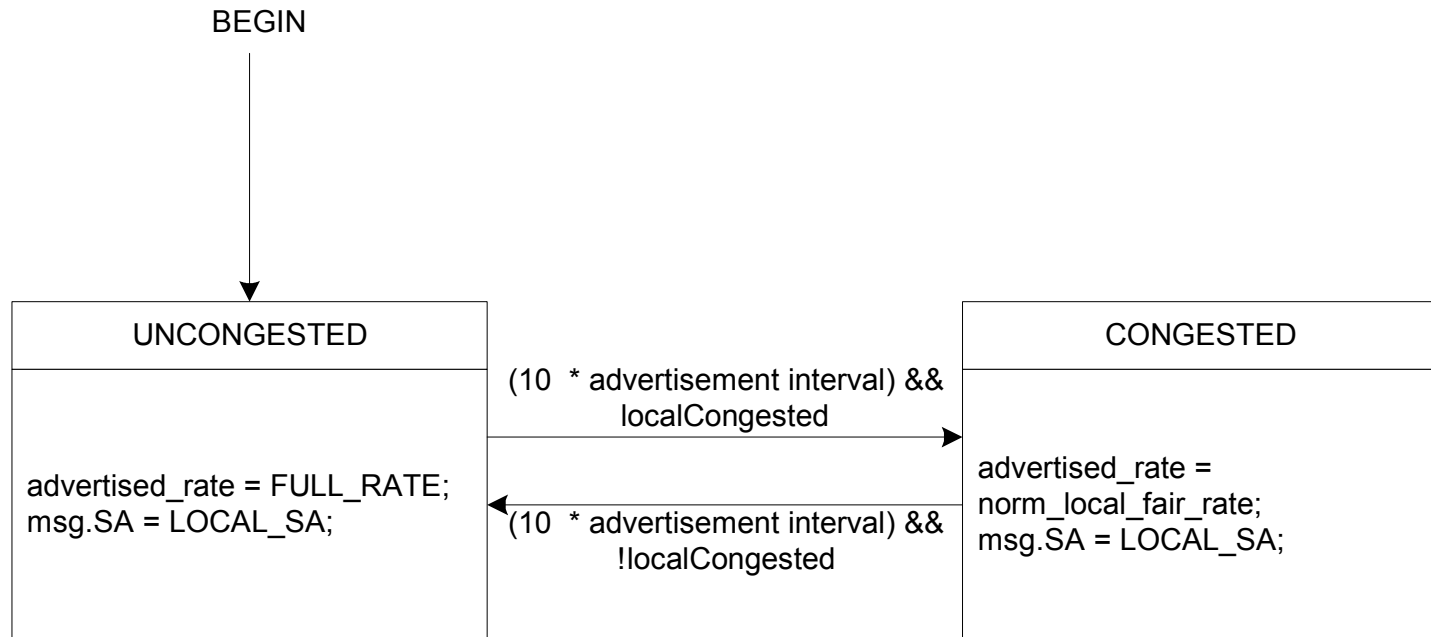 BEGIN
UNCONGESTED
CONGESTED
(10 * advertisement interval) &&
localCongested
advertised_rate = FULL_RATE;
msg.SA = LOCAL_SA;
(10 * advertisement interval) &&
!localCongested
advertised_rate =
norm_local_fair_rate;
msg.SA = LOCAL_SA;